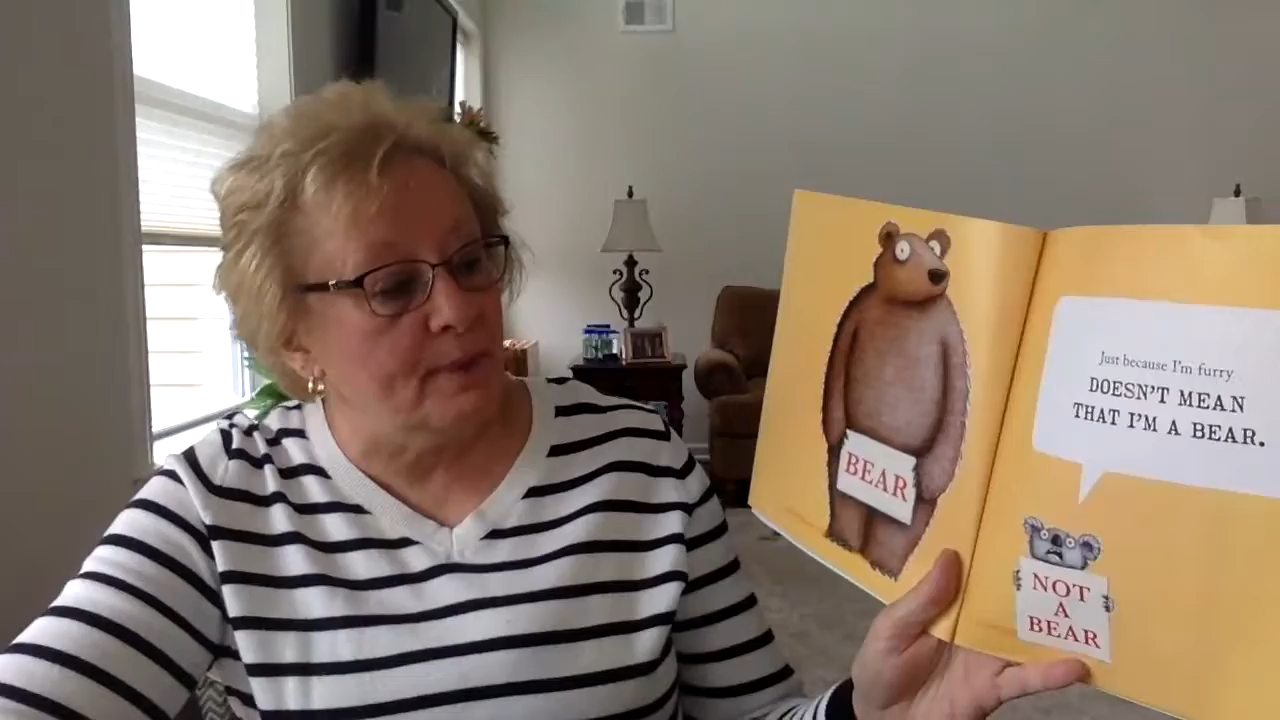 BEAR
Just because I'm furry
DOESN'T MEAN
THAT I'M A BEAR.
NOT
A
BEAR